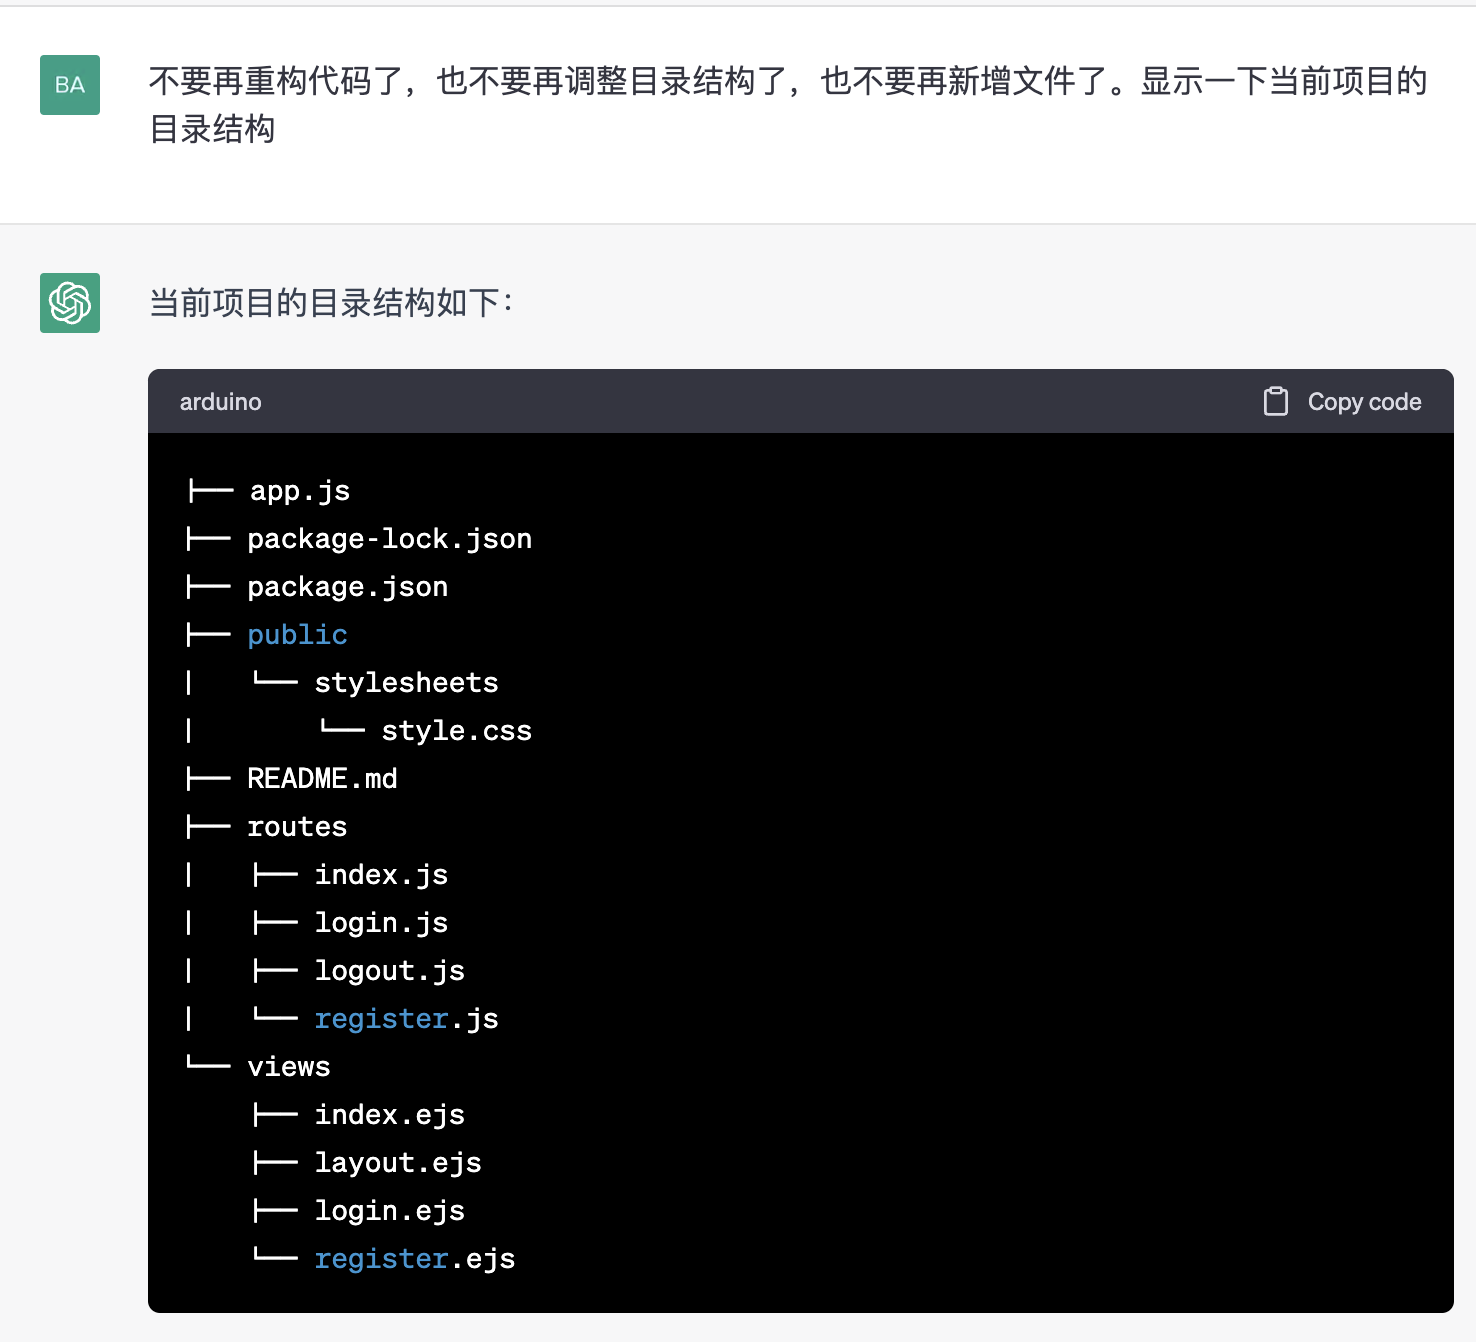 BA
不要再重构代码了，也不要再调整目录结构了，也不要再新增文件了。显示一下当前项目的
目录结构
当前项目的目录结构如下：
arduino Copy code
├── app.js
├── package-lock.json
├── package.json
├── public
│   └── stylesheets
│       └── style.css
├── README.md
├── routes
│   ├── index.js
│   ├── login.js
│   ├── logout.js
│   └── register.js
└── views
    ├── index.ejs
    ├── layout.ejs
    ├── login.ejs
    └── register.ejs